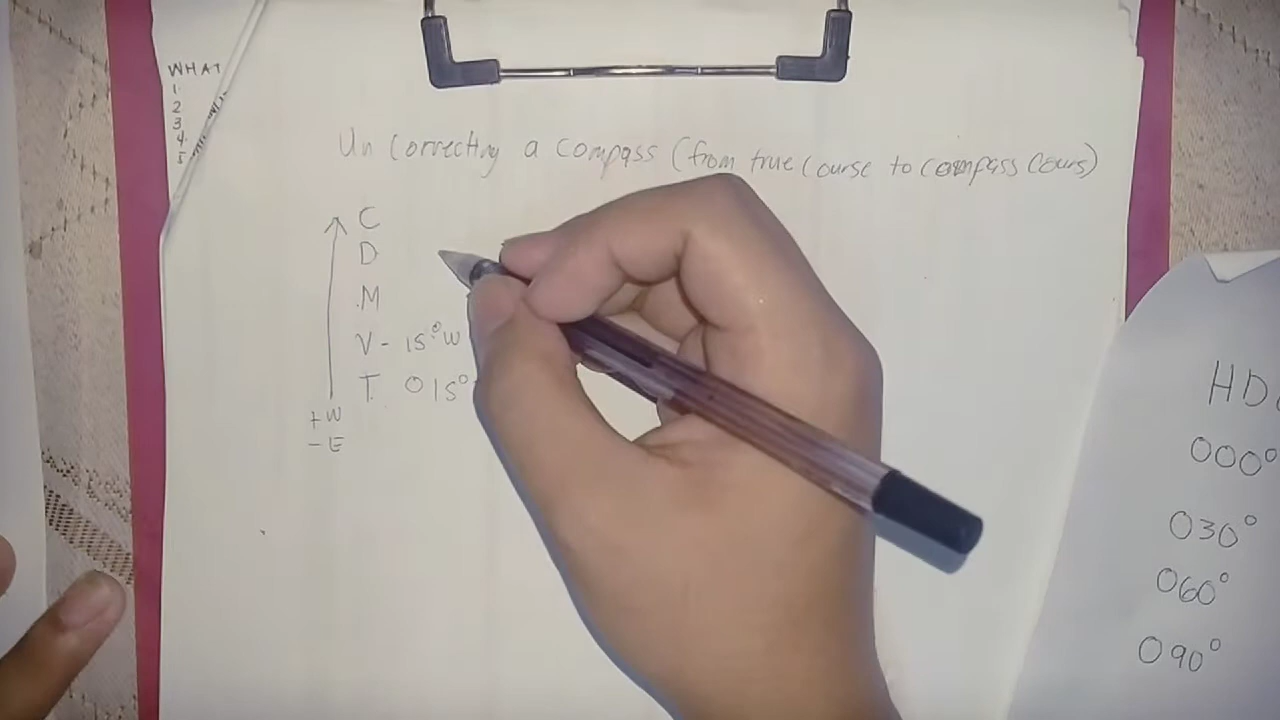 WHAT
1.
2
3
4.
5
Un Correcting a compass (from true Course to compass Cours)
C
D
M
V - 15°W
T. 015°
+W
- E
HD
000°
030°
060°
090°